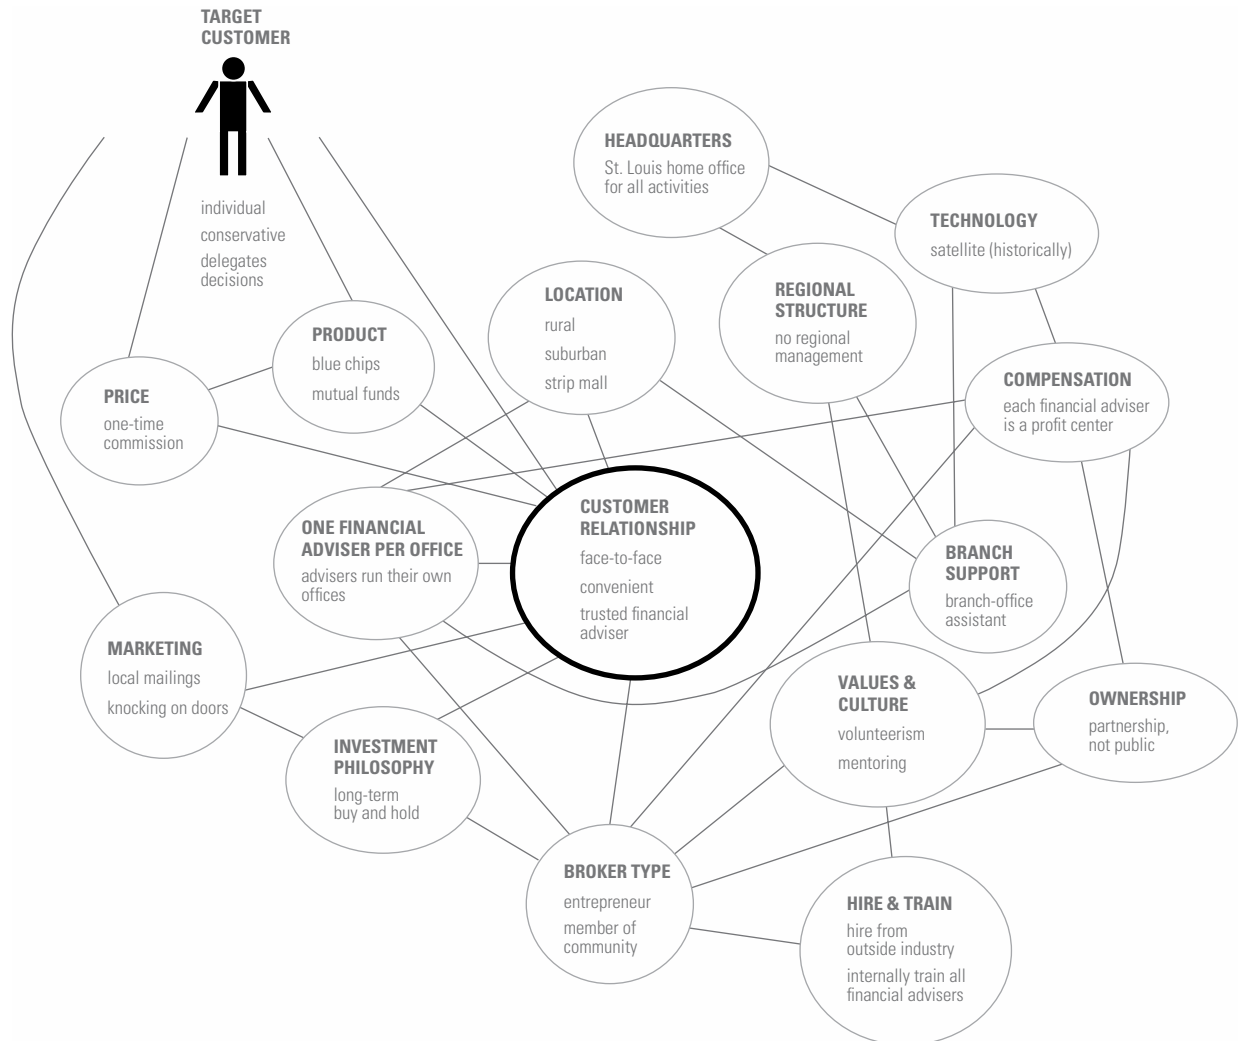 TARGET
CUSTOMER
individual
conservative
delegates
decisions
HEADQUARTERS
St. Louis home office
for all activities
TECHNOLOGY
satellite (historically)
LOCATION
rural
suburban
strip mall
REGIONAL
STRUCTURE
no regional
management
PRODUCT
blue chips
mutual funds
PRICE
one-time
commission
COMPENSATION
each financial adviser
is a profit center
CUSTOMER
RELATIONSHIP
face-to-face
convenient
trusted financial
adviser
ONE FINANCIAL
ADVISER PER OFFICE
advisers run their own
offices
BRANCH
SUPPORT
branch-office
assistant
MARKETING
local mailings
knocking on doors
VALUES &
CULTURE
volunteerism
mentoring
OWNERSHIP
partnership,
not public
INVESTMENT
PHILOSOPHY
long-term
buy and hold
BROKER TYPE
entrepreneur
member of
community
HIRE & TRAIN
hire from
outside industry
internally train all
financial advisers